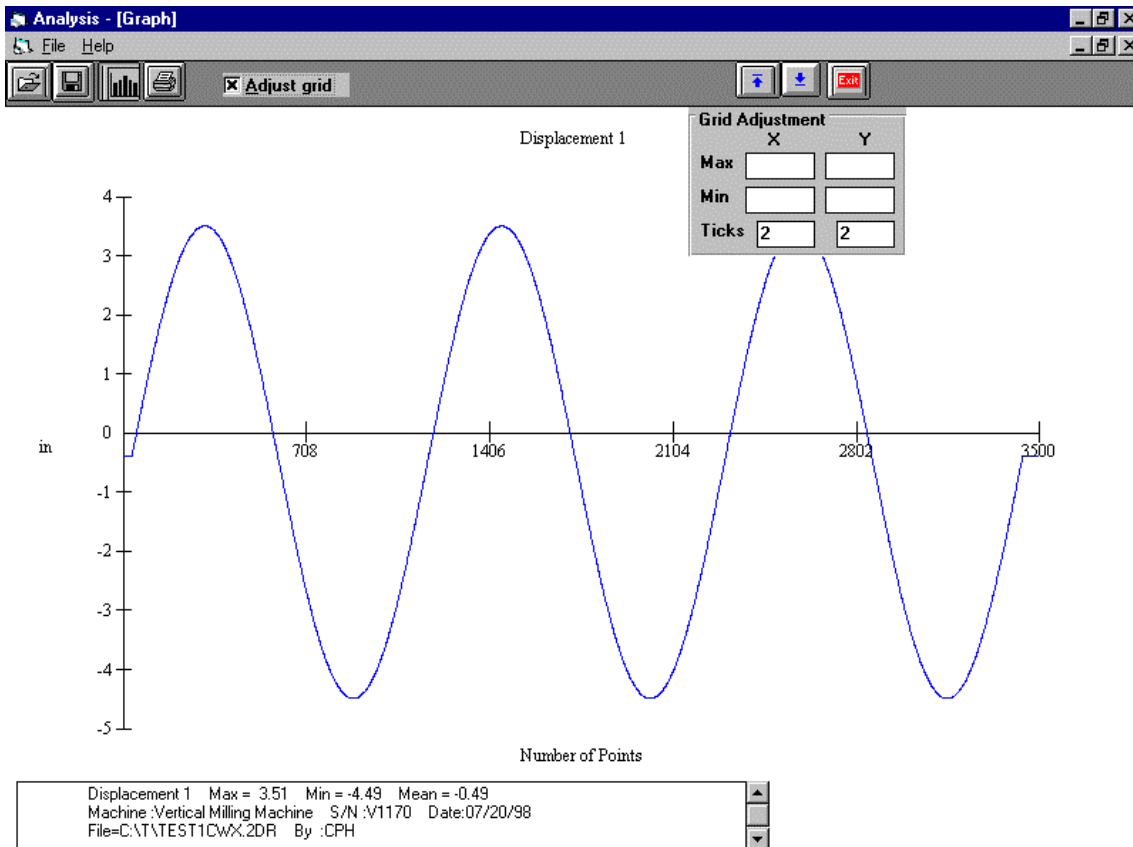 Analysis - [Graph]
File Help
Adjust grid
Exit
Grid Adjustment
X Y
Max
Min
Ticks 2 2
Displacement 1
4
3
2
1
0
-1
-2
-3
-4
-5
in
708 1406 2104 2802 3500
Number of Points
Displacement 1 Max = 3.51 Min = -4.49 Mean = -0.49
Machine :Vertical Milling Machine S/N :V1170 Date:07/20/98
File=C:\T\TEST1CWX.2DR By :CPH